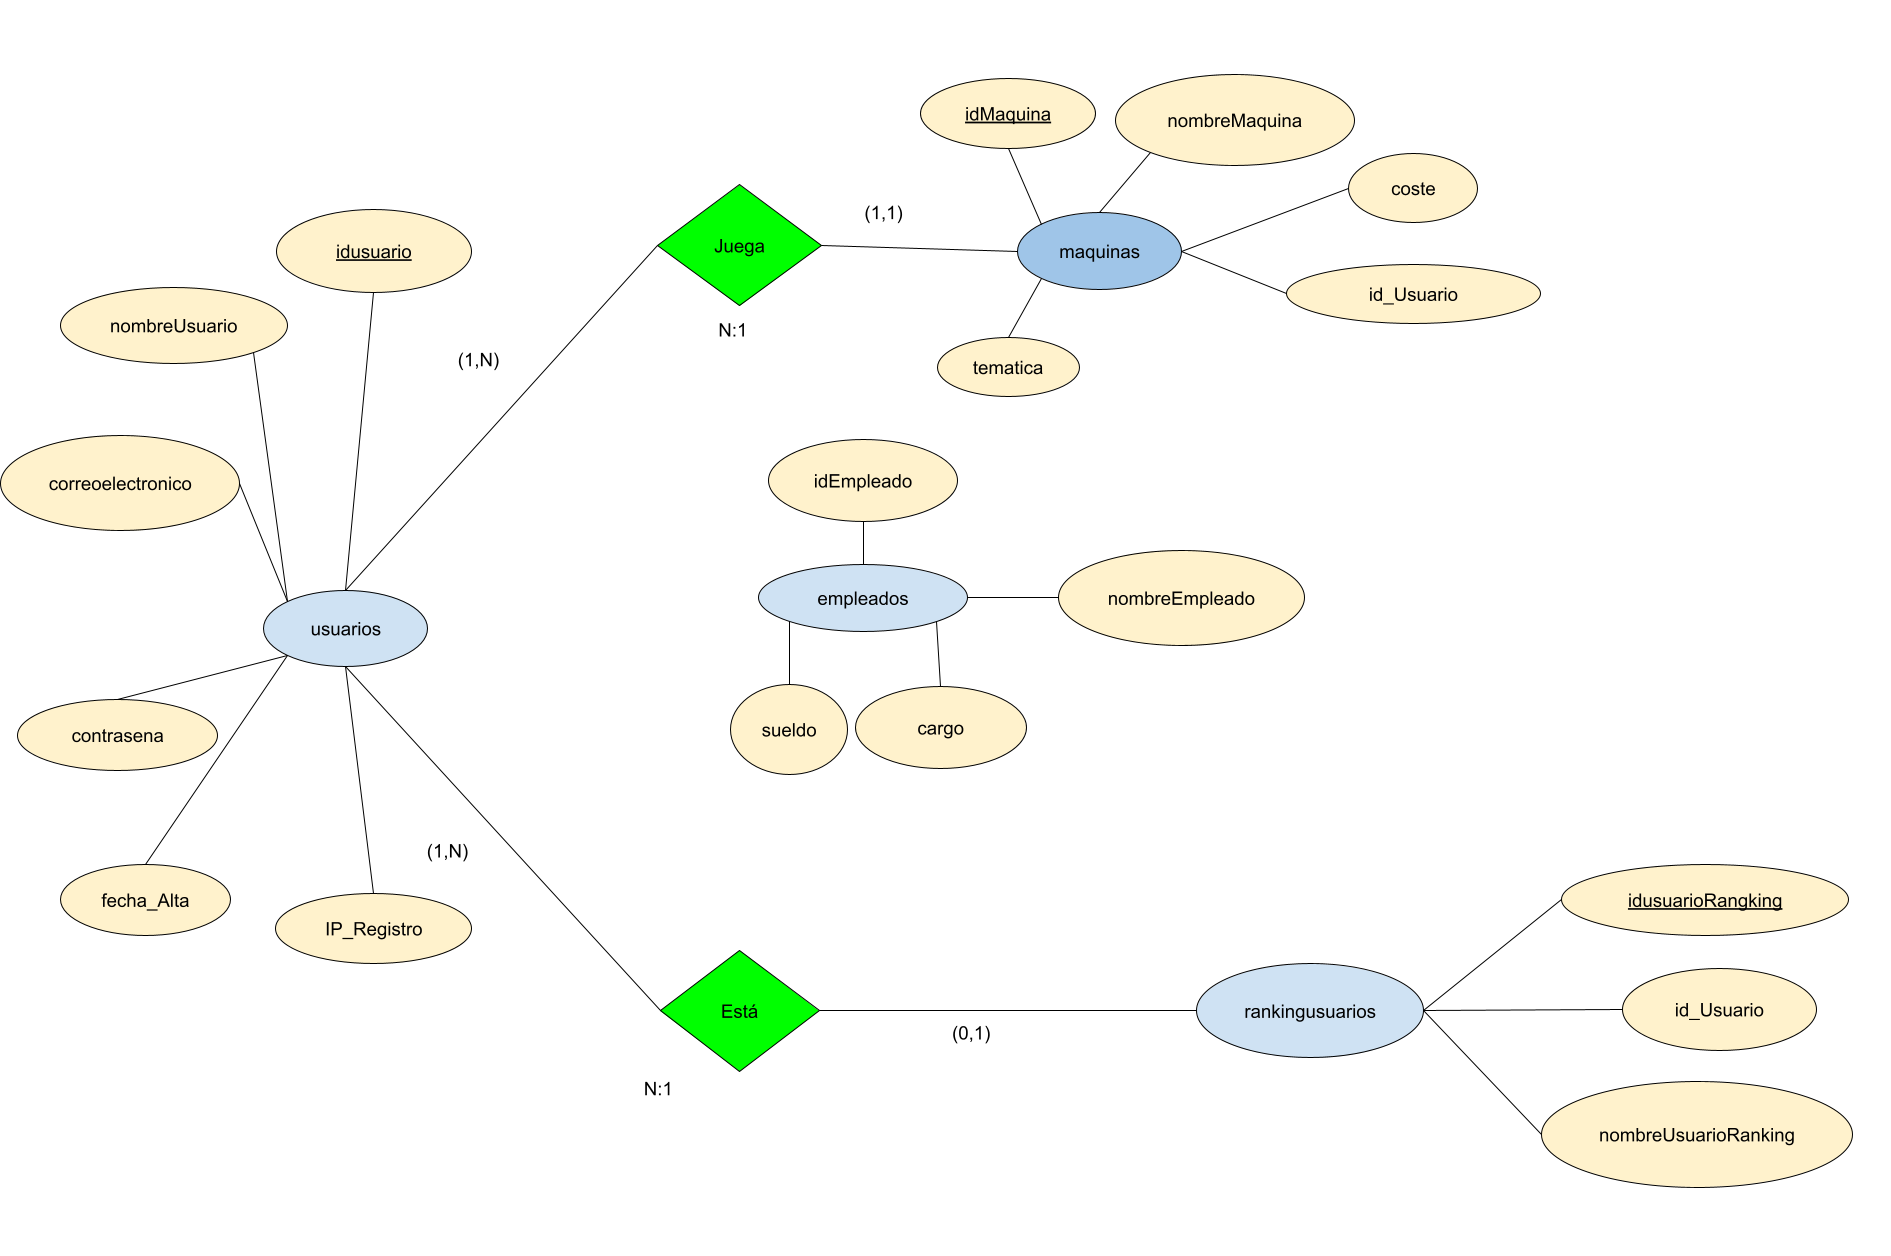 idMaquina
nombreMaquina
coste
(1,1)
idusuario
Juega
maquinas
id_Usuario
nombreUsuario
N:1
(1,N)
tematica
correoelectronico
idEmpleado
empleados
nombreEmpleado
usuarios
contrasena
sueldo
cargo
(1,N)
fecha_Alta
IP_Registro
idusuarioRangking
Está
rankingusuarios
id_Usuario
(0,1)
N:1
nombreUsuarioRanking